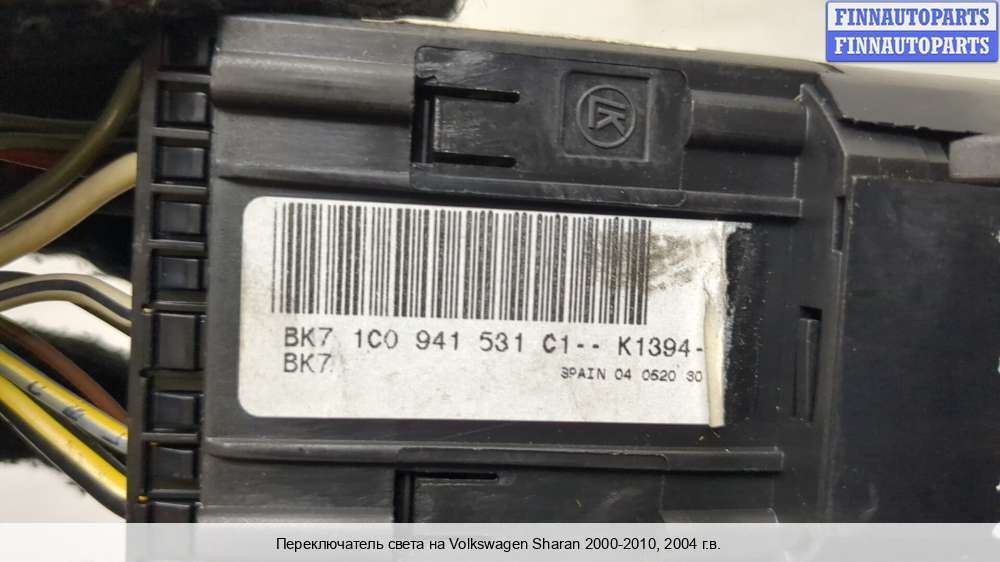 FINNAUTOPARTS
FINNAUTOPARTS
LK
BK7 1C0 941 531 C1-- K1394-
BK7
SPAIN 04 0520 30
Переключатель света на Volkswagen Sharan 2000-2010, 2004 г.в.